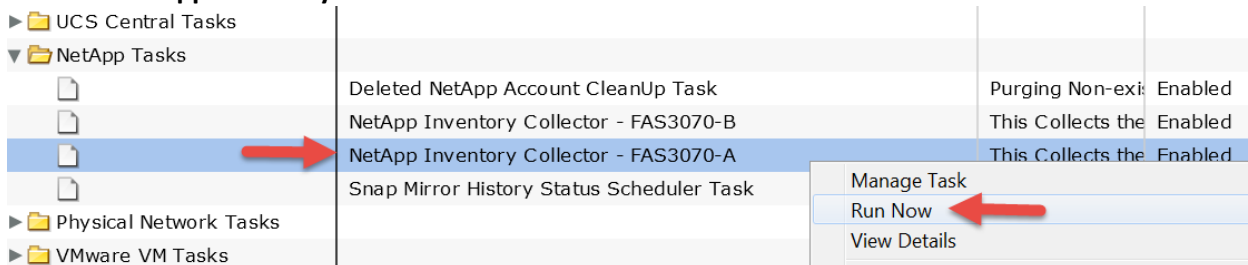 UCS Central Tasks
NetApp Tasks
Deleted NetApp Account CleanUp Task Purging Non-exi Enabled
NetApp Inventory Collector - FAS3070-B This Collects the Enabled
NetApp Inventory Collector - FAS3070-A This Collects the Enabled
Snap Mirror History Status Scheduler Task
Manage Task
Run Now
View Details
Physical Network Tasks
VMware VM Tasks